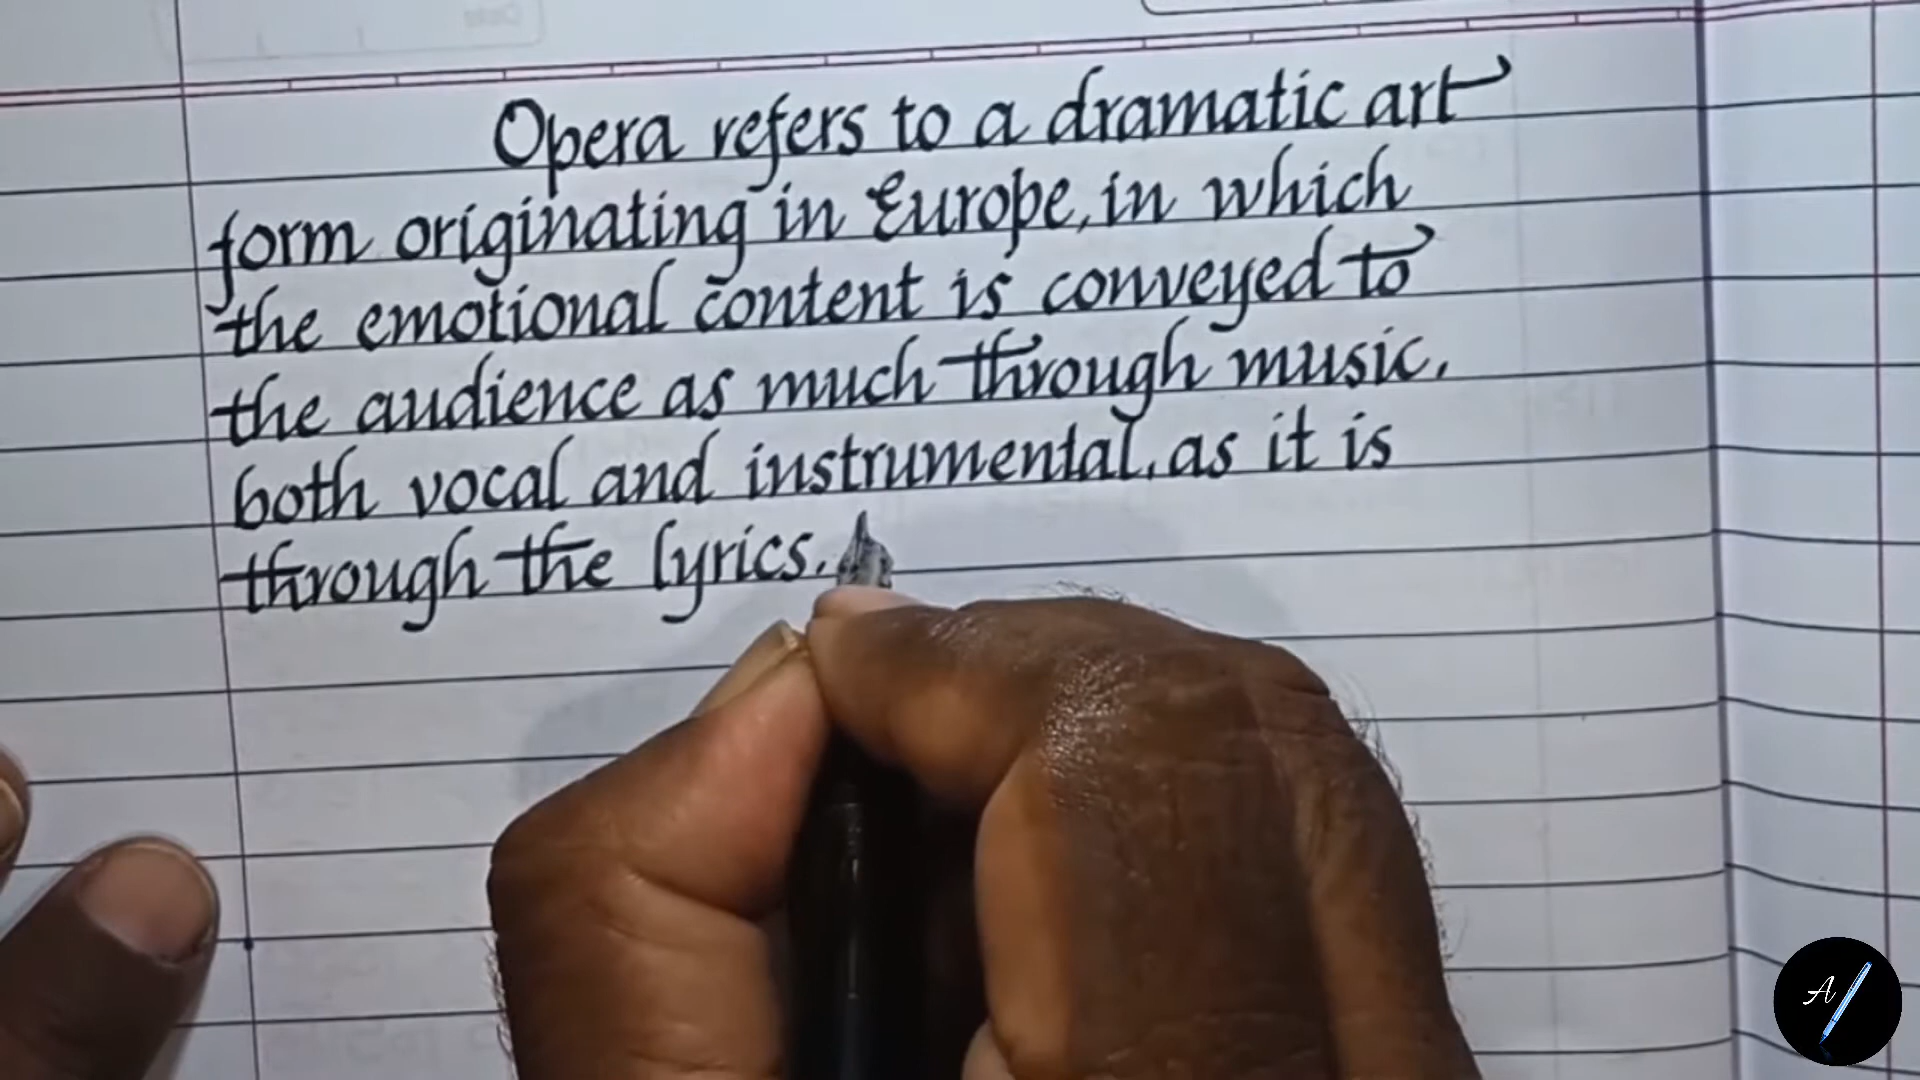 Opera refers to a dramatic art
form originating in Europe, in which
the emotional content is conveyed to
the audience as much through music,
both vocal and instrumental, as it is
through the lyrics.
A